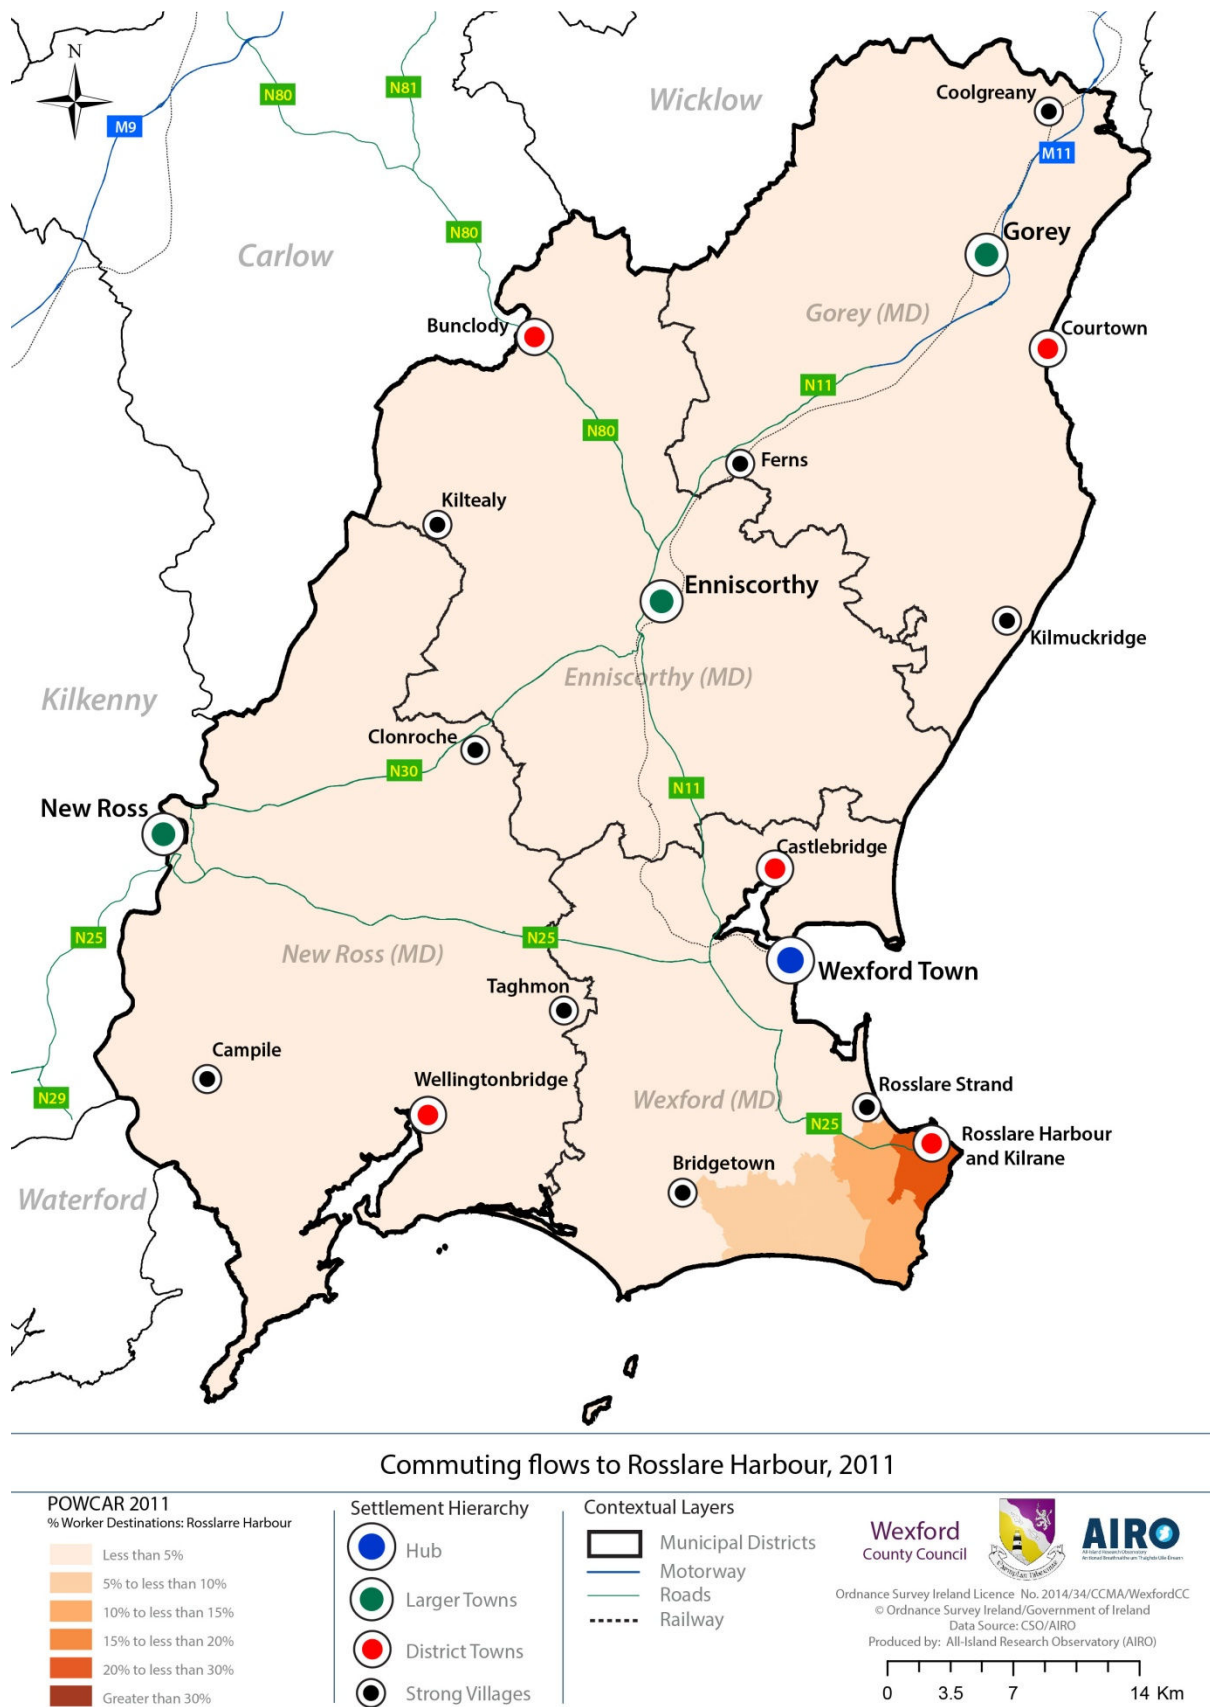 N
N80
N81
Wicklow
Coolgreany
M9
M11
N80
Carlow
Gorey
Gorey (MD)
Bunclody
Courtown
N11
N80
Ferns
Kiltealy
Enniscorthy
Kilmuckridge
Enniscorthy (MD)
Kilkenny
Clonroche
N30
N11
New Ross
Castlebridge
N25
N25
New Ross (MD)
Wexford Town
Taghmon
Campile
Rosslare Strand
Wellingtonbridge
N29
Wexford (MD)
N25
Rosslare Harbour
and Kilrane
Bridgetown
Waterford
Commuting flows to Rosslare Harbour, 2011
POWCAR 2011
% Worker Destinations: Rosslarre Harbour
Less than 5%
5% to less than 10%
10% to less than 15%
15% to less than 20%
20% to less than 30%
Greater than 30%
Settlement Hierarchy
Hub
Larger Towns
District Towns
Strong Villages
Contextual Layers
Municipal Districts
Motorway
Roads
Railway
Wexford
County Council
AIRO
Ordnance Survey Ireland Licence No. 2014/34/CCMA/WexfordCC
© Ordnance Survey Ireland/Government of Ireland
Data Source: CSO/AIRO
Produced by: All-Island Research Observatory (AIRO)
0 3.5 7 14 Km